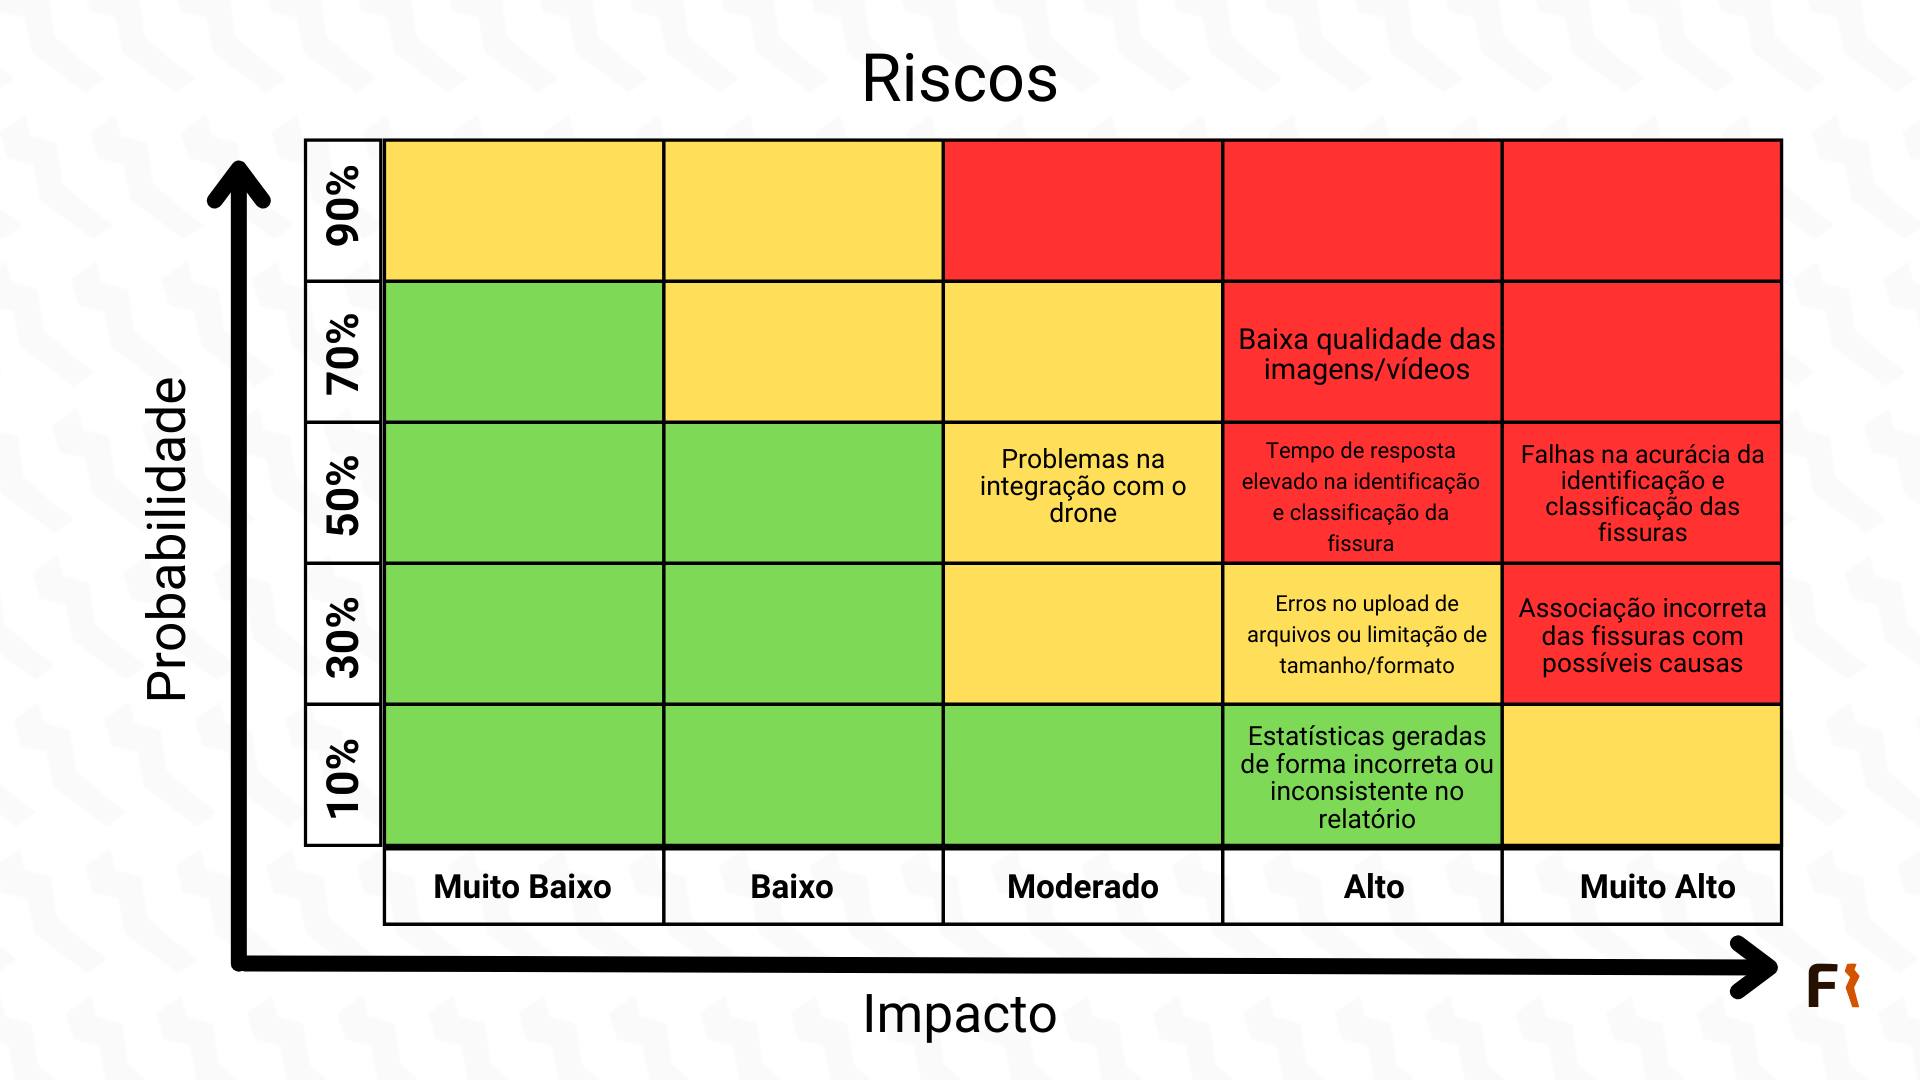 Riscos
Probabilidade
90%
70%
Baixa qualidade das
imagens/vídeos
50%
Problemas na
integração com o
drone
Tempo de resposta
elevado na identificação
e classificação da
fissura
Falhas na acurácia da
identificação e
classificação das
fissuras
30%
Erros no upload de
arquivos ou limitação de
tamanho/formato
Associação incorreta
das fissuras com
possíveis causas
10%
Estatísticas geradas
de forma incorreta ou
inconsistente no
relatório
Muito Baixo
Baixo
Moderado
Alto
Muito Alto
Impacto
F